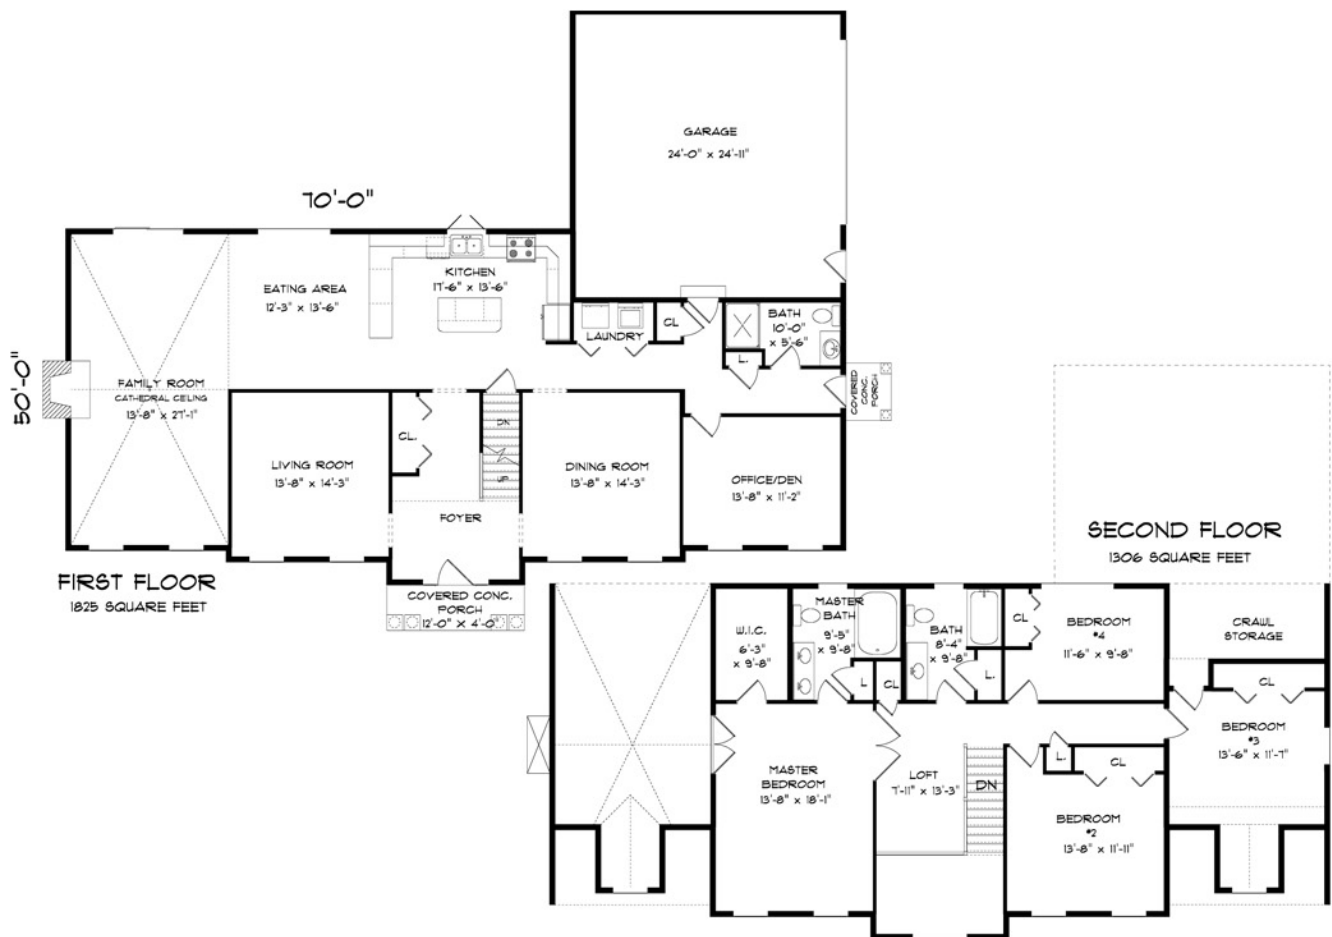 GARAGE
24'-0" x 24'-11"
70'-0"
50'-0"
EATING AREA
12'-3" x 13'-6"
KITCHEN
17'-6" x 13'-6"
LAUNDRY
CL
BATH
10'-0"
x 5'-6"
L.
COVERED
CONC.
PORCH
FAMILY ROOM
CATHEDRAL CEILING
13'-8" x 27'-1"
LIVING ROOM
13'-8" x 14'-3"
CL.
DN
UP
FOYER
DINING ROOM
13'-8" x 14'-3"
OFFICE/DEN
13'-8" x 11'-2"
FIRST FLOOR
1825 SQUARE FEET
COVERED CONC.
PORCH
12'-0" x 4'-0"
SECOND FLOOR
1306 SQUARE FEET
W.I.C.
6'-3"
x 9'-8"
MASTER
BATH
9'-5"
x 9'-8"
L
CL
BATH
8'-4"
x 9'-8"
L.
CL
BEDROOM
#4
11'-6" x 9'-8"
CRAWL
STORAGE
CL
BEDROOM
#3
13'-6" x 11'-7"
MASTER
BEDROOM
13'-8" x 18'-1"
LOFT
7'-11" x 13'-3"
DN
L.
CL
BEDROOM
#2
13'-8" x 11'-11"